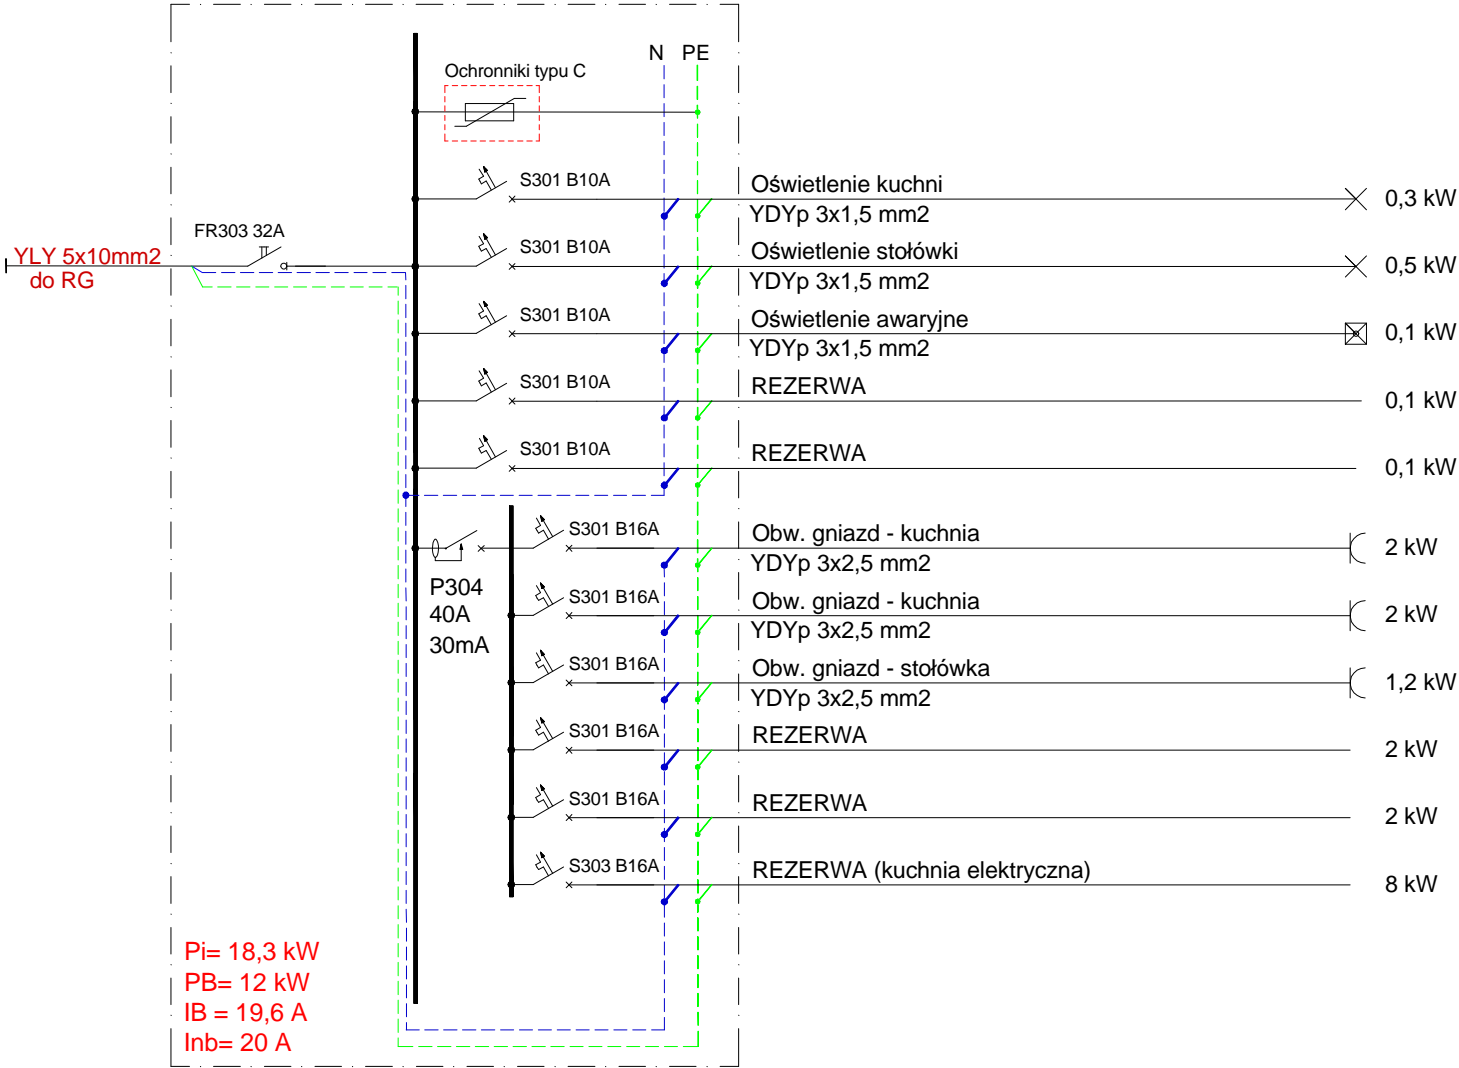 N PE
Ochronniki typu C
S301 B10A
Oświetlenie kuchni
YDYp 3x1,5 mm2
0,3 kW
FR303 32A
YLY 5x10mm2
do RG
S301 B10A
Oświetlenie stołówki
YDYp 3x1,5 mm2
0,5 kW
S301 B10A
Oświetlenie awaryjne
YDYp 3x1,5 mm2
0,1 kW
S301 B10A
REZERWA
0,1 kW
S301 B10A
REZERWA
0,1 kW
P304
40A
30mA
S301 B16A
Obw. gniazd - kuchnia
YDYp 3x2,5 mm2
2 kW
S301 B16A
Obw. gniazd - kuchnia
YDYp 3x2,5 mm2
2 kW
S301 B16A
Obw. gniazd - stołówka
YDYp 3x2,5 mm2
1,2 kW
S301 B16A
REZERWA
2 kW
S301 B16A
REZERWA
2 kW
S303 B16A
REZERWA (kuchnia elektryczna)
8 kW
Pi= 18,3 kW
PB= 12 kW
IB = 19,6 A
Inb= 20 A